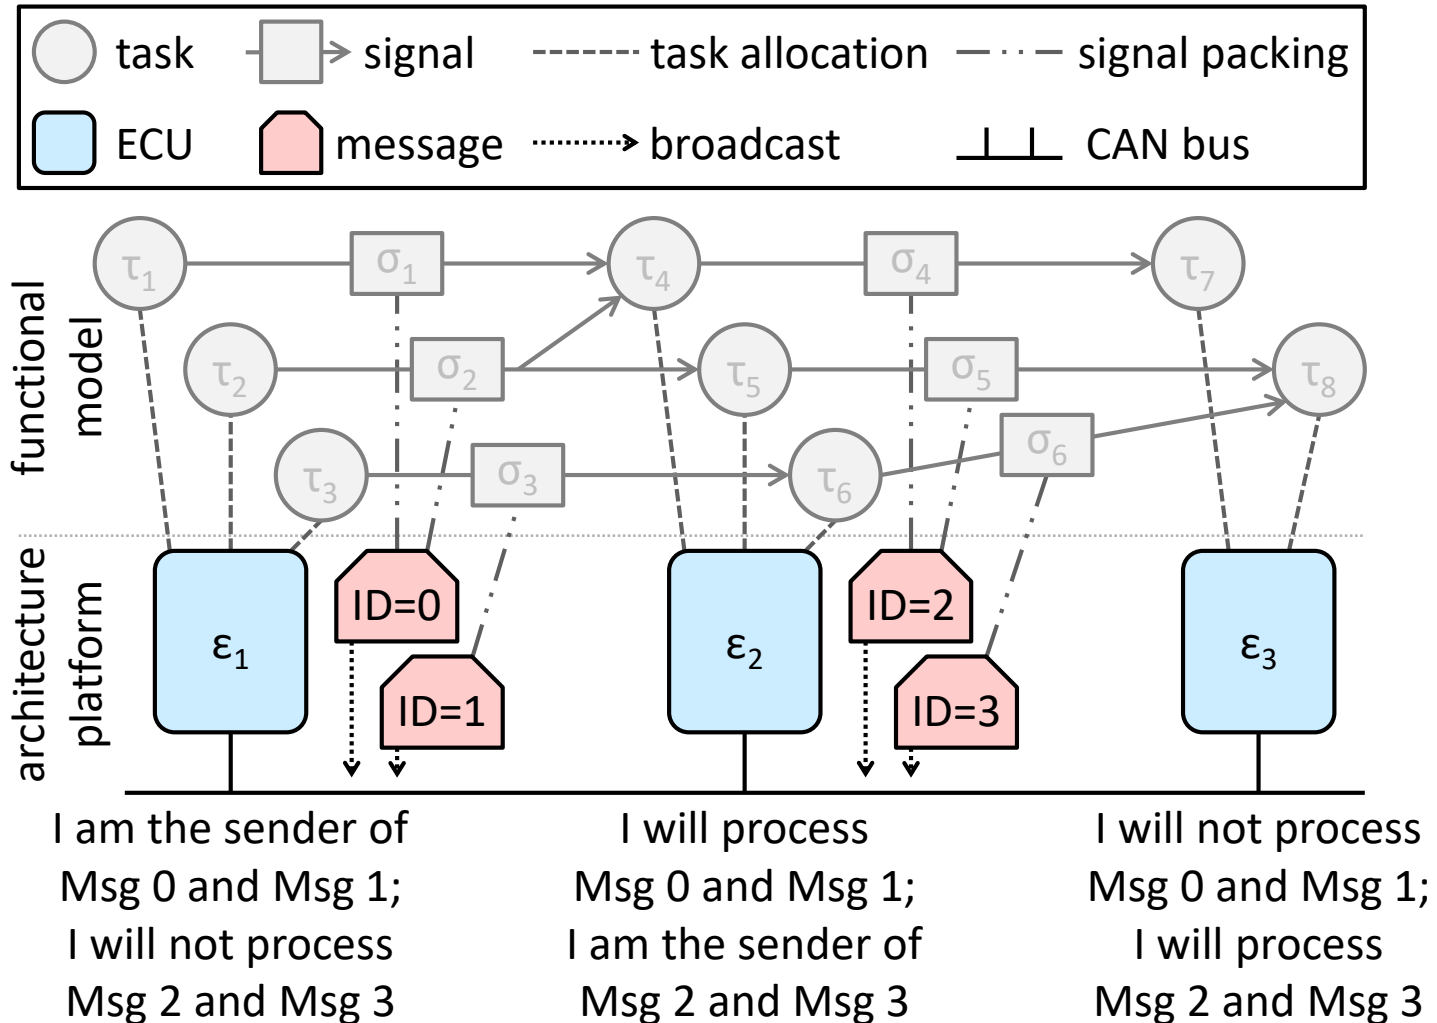 task
signal
task allocation
signal packing
ECU
message
broadcast
CAN bus
functional
model
τ1
σ1
τ4
σ4
τ7
τ2
σ2
τ5
σ5
τ8
τ3
σ3
τ6
σ6
architecture
platform
ε1
ID=0
ID=1
ε2
ID=2
ID=3
ε3
I am the sender of
Msg 0 and Msg 1;
I will not process
Msg 2 and Msg 3
I will process
Msg 0 and Msg 1;
I am the sender of
Msg 2 and Msg 3
I will not process
Msg 0 and Msg 1;
I will process
Msg 2 and Msg 3